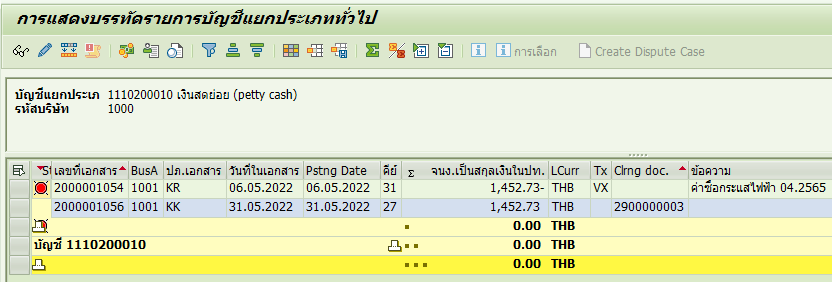 การแสดงบรรทัดรายการบัญชีแยกประเภททั่วไป
การเลือก Create Dispute Case
บัญชีแยกประเภ 1110200010 เงินสดย่อย (petty cash)
รหัสบริษัท 1000
St เลขที่เอกสาร BusA ปภ.เอกสาร วันที่ในเอกสาร Pstng Date คีย์ Σ จนง.เป็นสกุลเงินในปท. LCurr Tx Clrng doc. ข้อความ
2000001054 1001 KR 06.05.2022 06.05.2022 31 1,452.73- THB VX ค่าซื้อกระแสไฟฟ้า 04.2565
2000001056 1001 KK 31.05.2022 31.05.2022 27 1,452.73 THB 2900000003
0.00 THB
บัญชี 1110200010 0.00 THB
0.00 THB